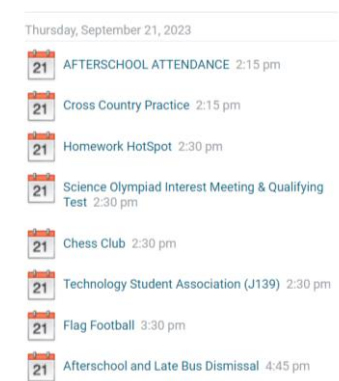 Thursday, September 21, 2023
21 AFTERSCHOOL ATTENDANCE 2:15 pm
21 Cross Country Practice 2:15 pm
21 Homework HotSpot 2:30 pm
21 Science Olympiad Interest Meeting & Qualifying
Test 2:30 pm
21 Chess Club 2:30 pm
21 Technology Student Association (J139) 2:30 pm
21 Flag Football 3:30 pm
21 Afterschool and Late Bus Dismissal 4:45 pm